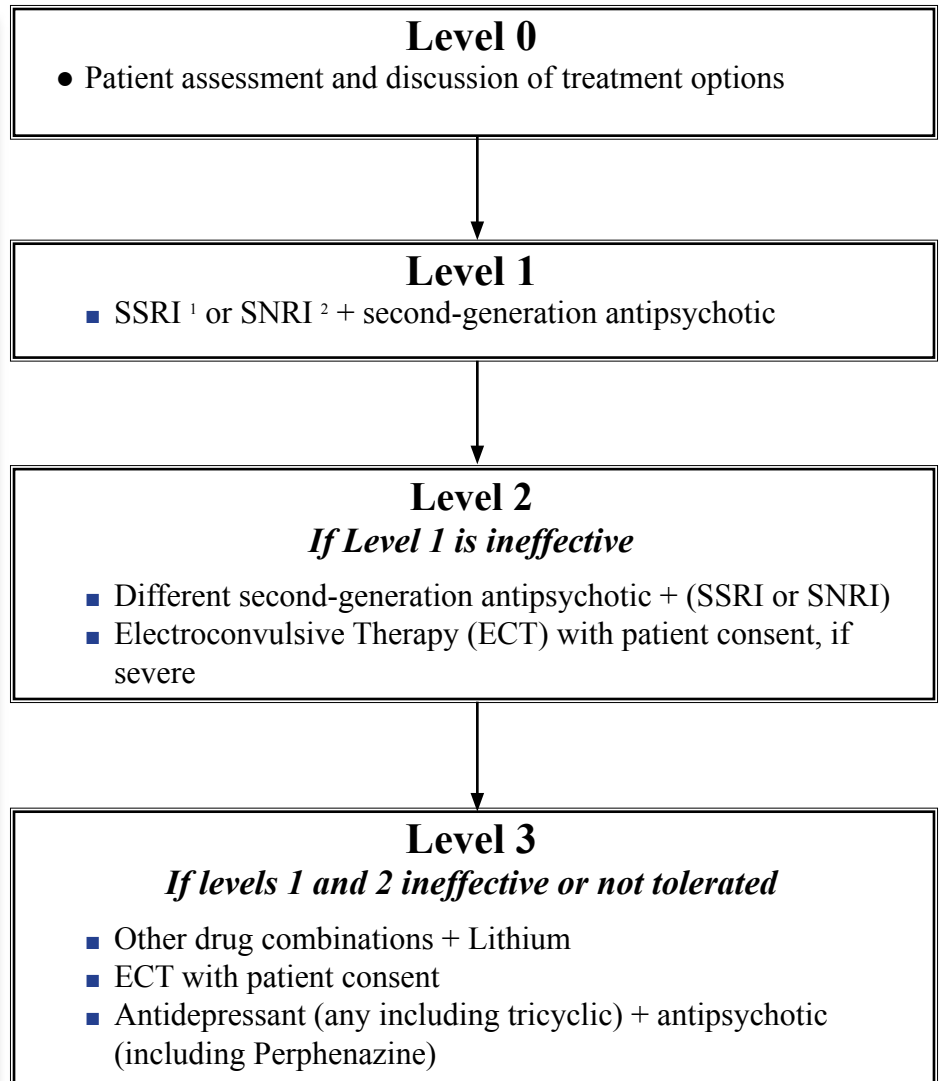 Level 0
● Patient assessment and discussion of treatment options
Level 1
■ SSRI ¹ or SNRI ² + second-generation antipsychotic
Level 2
If Level 1 is ineffective
■ Different second-generation antipsychotic + (SSRI or SNRI)
■ Electroconvulsive Therapy (ECT) with patient consent, if
severe
Level 3
If levels 1 and 2 ineffective or not tolerated
■ Other drug combinations + Lithium
■ ECT with patient consent
■ Antidepressant (any including tricyclic) + antipsychotic
(including Perphenazine)